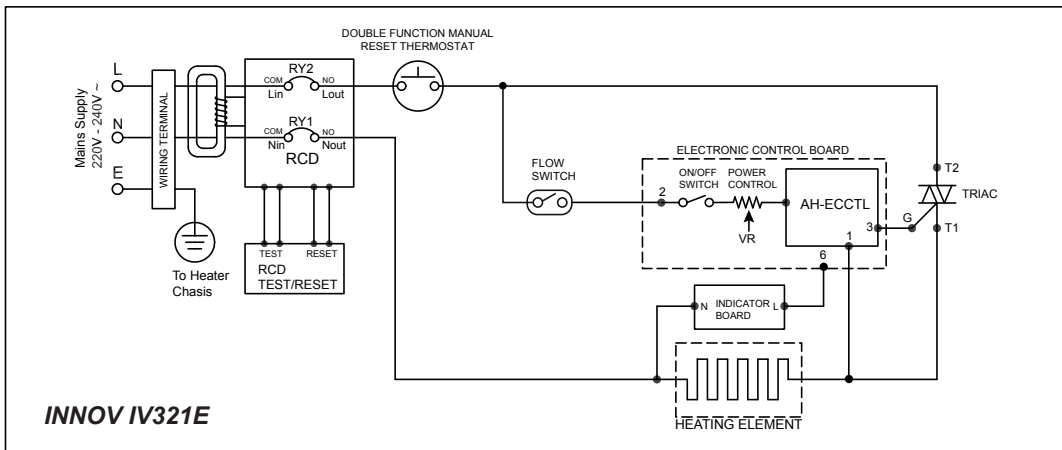 DOUBLE FUNCTION MANUAL
RESET THERMOSTAT
Mains Supply
220V - 240V ~
L
N
E
WIRING TERMINAL
RY2
COM
NO
Lin
Lout
RY1
COM
NO
Nin
Nout
RCD
TEST
RESET
RCD
TEST/RESET
To Heater
Chasis
FLOW
SWITCH
ELECTRONIC CONTROL BOARD
2
ON/OFF
SWITCH
POWER
CONTROL
VR
AH-ECCTL
3
1
6
G
T2
TRIAC
T1
N
INDICATOR
BOARD
L
HEATING ELEMENT
INNOV IV321E